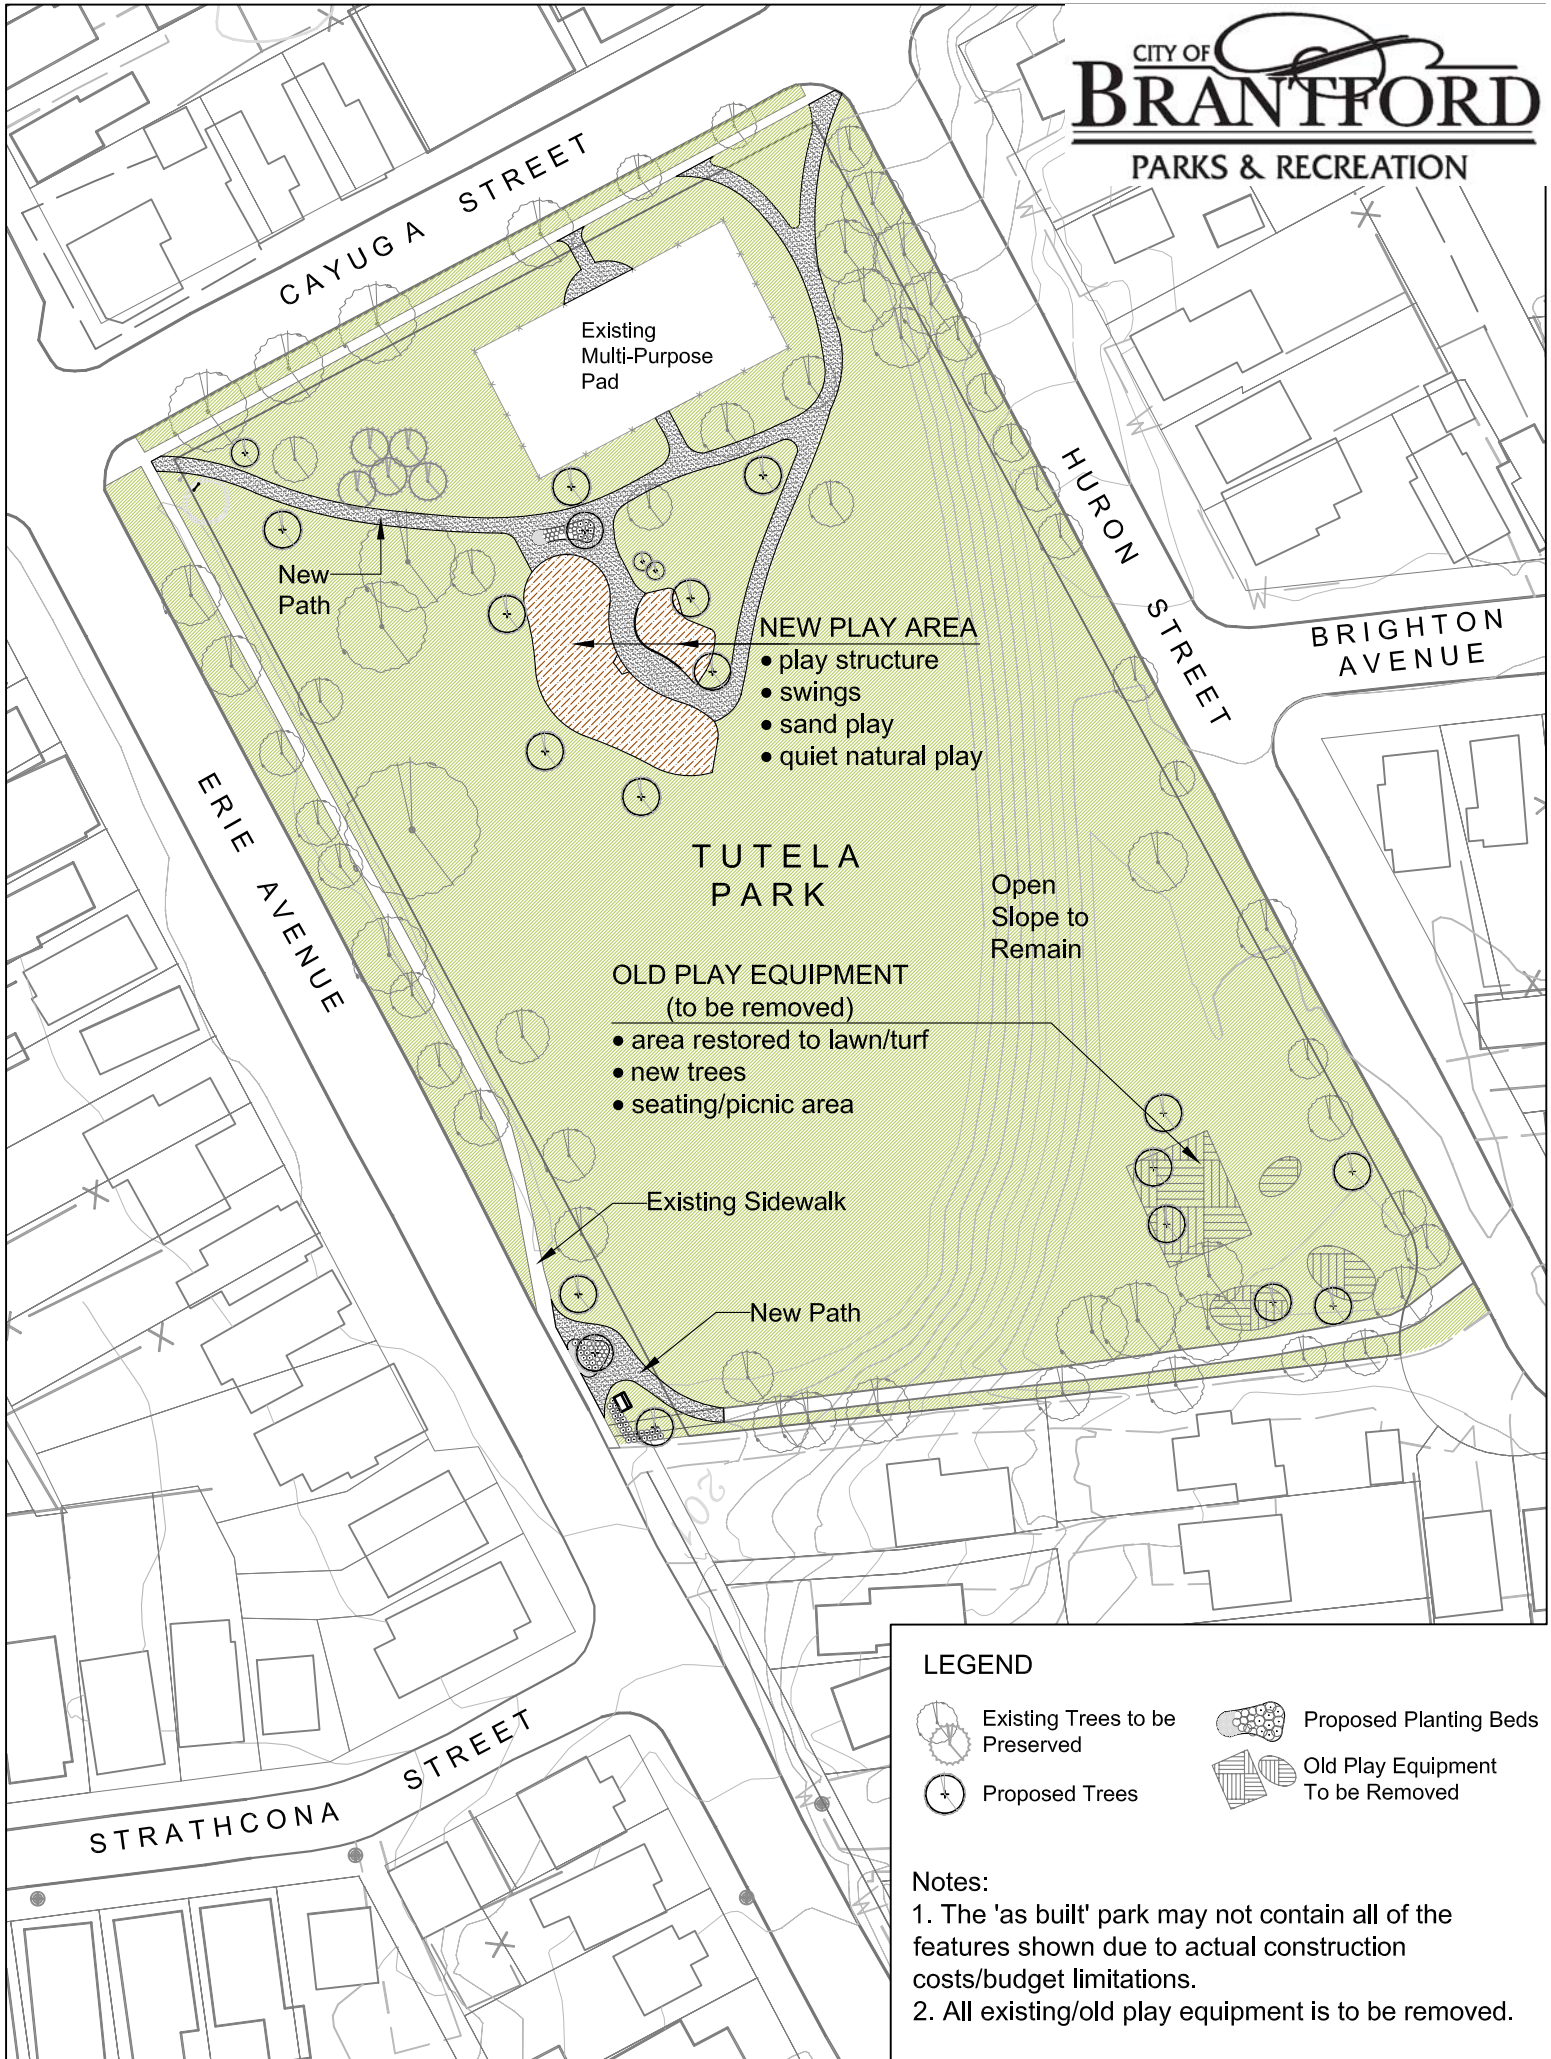 CITY OF
BRANTFORD
PARKS & RECREATION
CAYUGA STREET
Existing
Multi-Purpose
Pad
HURON STREET
New
Path
BRIGHTON
AVENUE
NEW PLAY AREA
• play structure
• swings
• sand play
• quiet natural play
ERIE AVENUE
TUTELA
PARK
Open
Slope to
Remain
OLD PLAY EQUIPMENT
(to be removed)
• area restored to lawn/turf
• new trees
• seating/picnic area
Existing Sidewalk
New Path
STRATHCONA STREET
LEGEND
Existing Trees to be
Preserved
Proposed Trees
Proposed Planting Beds
Old Play Equipment
To be Removed
Notes:
1. The 'as built' park may not contain all of the
features shown due to actual construction
costs/budget limitations.
2. All existing/old play equipment is to be removed.